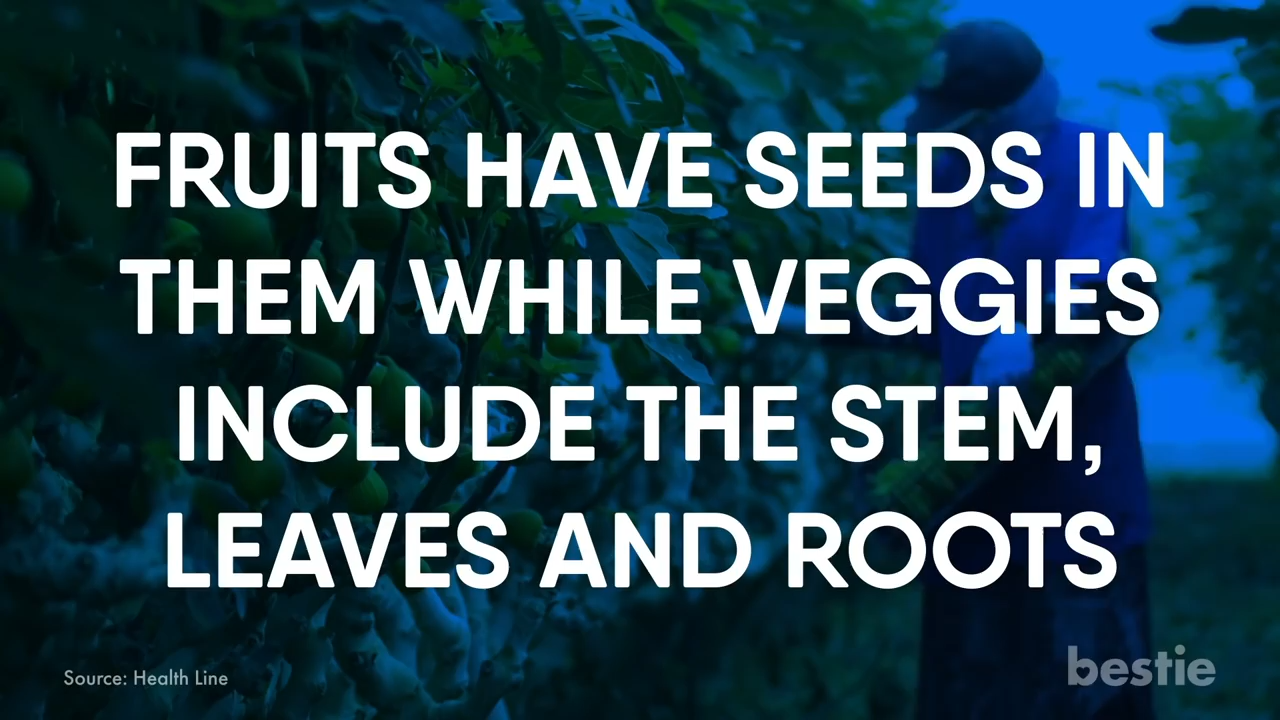 FRUITS HAVE SEEDS IN
THEM WHILE VEGGIES
INCLUDE THE STEM,
LEAVES AND ROOTS
Source: Health Line
bestie